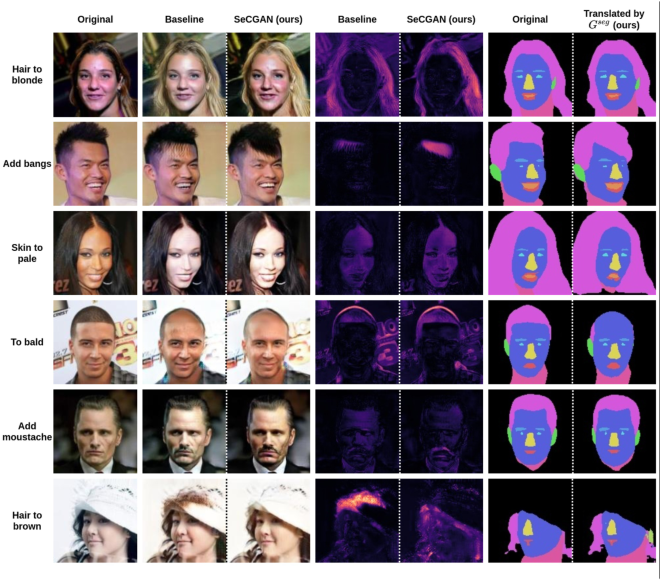 Original Baseline SeCGAN (ours) Baseline SeCGAN (ours) Original Translated by
G^seg (ours)
Hair to
blonde
Add bangs
Skin to
pale
rez
To bald
Add
moustache
Hair to
brown